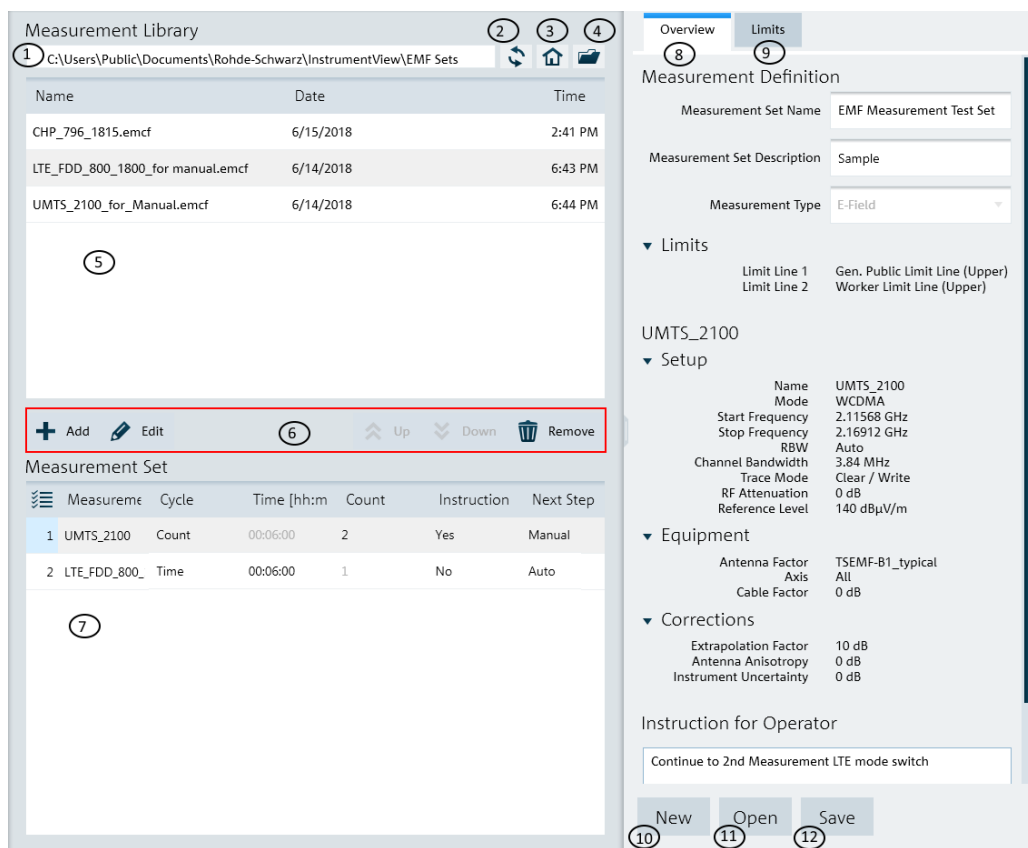 Measurement Library
2 3 4
1 C:\Users\Public\Documents\Rohde-Schwarz\InstrumentView\EMF Sets
Name Date Time
CHP_796_1815.emcf 6/15/2018 2:41 PM
LTE_FDD_800_1800_for manual.emcf 6/14/2018 6:43 PM
UMTS_2100_for_Manual.emcf 6/14/2018 6:44 PM
5
Add Edit 6 Up Down Remove
Measurement Set
Measureme Cycle Time [hh:m Count Instruction Next Step
1 UMTS_2100 Count 00:06:00 2 Yes Manual
2 LTE_FDD_800_ Time 00:06:00 1 No Auto
7
Overview Limits
8 9
Measurement Definition
Measurement Set Name EMF Measurement Test Set
Measurement Set Description Sample
Measurement Type E-Field
Limits
Limit Line 1 Gen. Public Limit Line (Upper)
Limit Line 2 Worker Limit Line (Upper)
UMTS_2100
Setup
Name UMTS_2100
Mode WCDMA
Start Frequency 2.11568 GHz
Stop Frequency 2.16912 GHz
RBW Auto
Channel Bandwidth 3.84 MHz
Trace Mode Clear / Write
RF Attenuation 0 dB
Reference Level 140 dBµV/m
Equipment
Antenna Factor TSEMF-B1_typical
Axis All
Cable Factor 0 dB
Corrections
Extrapolation Factor 10 dB
Antenna Anisotropy 0 dB
Instrument Uncertainty 0 dB
Instruction for Operator
Continue to 2nd Measurement LTE mode switch
New Open Save
10 11 12